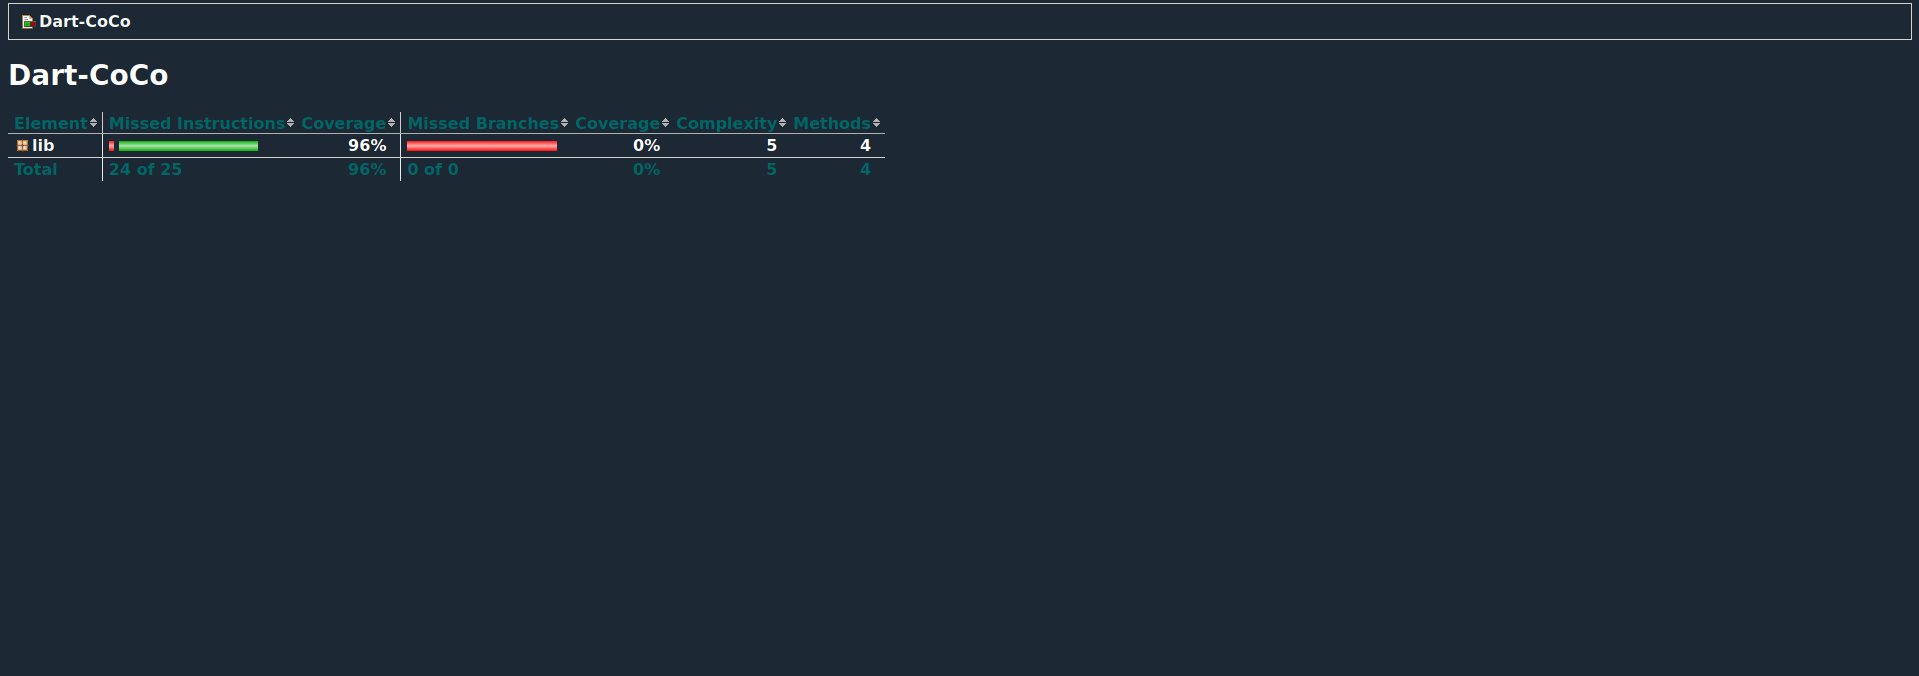 Dart-CoCo
Dart-CoCo
Element Missed Instructions Coverage Missed Branches Coverage Complexity Methods
lib 96% 0% 5 4
Total 24 of 25 96% 0 of 0 0% 5 4